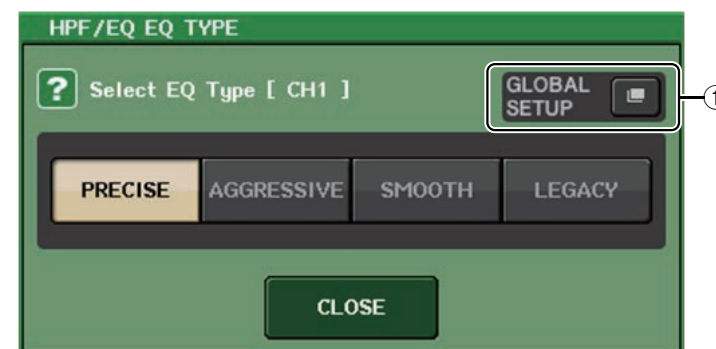 HPF/EQ EQ TYPE
? Select EQ Type [ CH1 ]
GLOBAL
SETUP
①
PRECISE AGGRESSIVE SMOOTH LEGACY
CLOSE